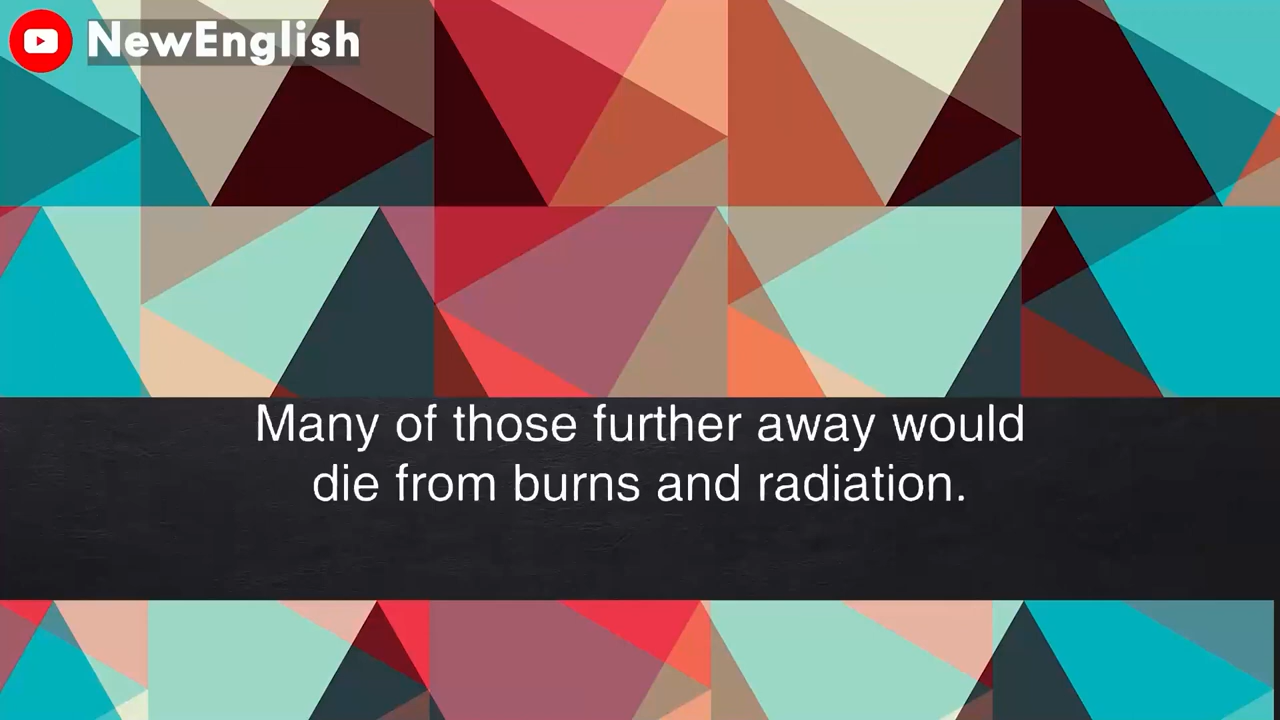 NewEnglish
Many of those further away would
die from burns and radiation.